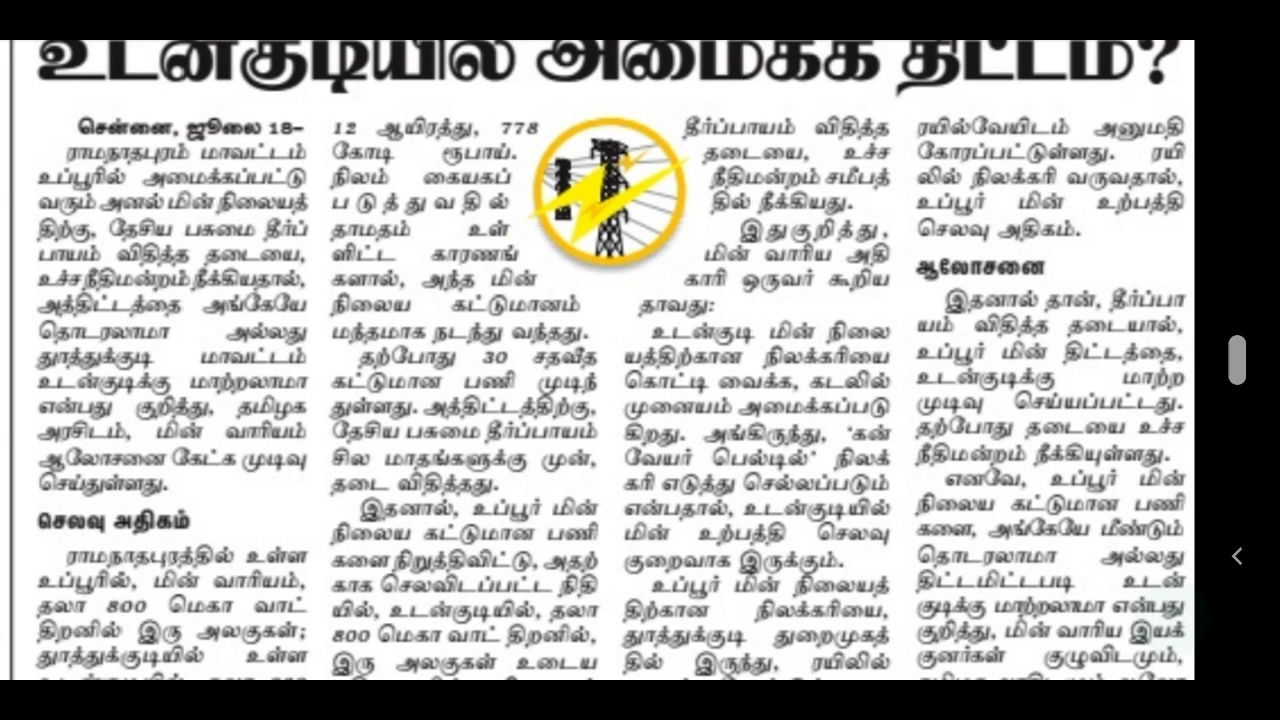 உடன்குடியில் அமைக்க திட்டம்?
சென்னை, ஜூலை 18–
ராமநாதபுரம் மாவட்டம்
உப்பூரில் அமைக்கப்பட்டு
வரும் அனல் மின் நிலையத்
திற்கு, தேசிய பசுமை தீர்ப்
பாயம் விதித்த தடையை,
உச்ச நீதிமன்றம் நீக்கியதால்,
அத்திட்டத்தை அங்கேயே
தொடரலாமா அல்லது
தூத்துக்குடி மாவட்டம்
உடன்குடிக்கு மாற்றலாமா
என்பது குறித்து, தமிழக
அரசிடம், மின் வாரியம்
ஆலோசனை கேட்க முடிவு
செய்துள்ளது.
செலவு அதிகம்
ராமநாதபுரத்தில் உள்ள
உப்பூரில், மின் வாரியம்,
தலா 800 மெகா வாட்
திறனில் இரு அலகுகள்;
தூத்துக்குடியில் உள்ள
12 ஆயிரத்து, 778
கோடி ரூபாய்.
நிலம் கையகப்
படுத்துவதில்
தாமதம் உள்
ளிட்ட காரணங்
களால், அந்த மின்
நிலைய கட்டுமானம்
மந்தமாக நடந்து வந்தது.
தற்போது 30 சதவீத
கட்டுமான பணி முடிந்
துள்ளது. அத்திட்டத்திற்கு,
தேசிய பசுமை தீர்ப்பாயம்
சில மாதங்களுக்கு முன்,
தடை விதித்தது.
இதனால், உப்பூர் மின்
நிலைய கட்டுமான பணி
களை நிறுத்திவிட்டு, அதற்
காக செலவிடப்பட்ட நிதி
யில், உடன்குடியில், தலா
800 மெகா வாட் திறனில்,
இரு அலகுகள் உடைய
தீர்ப்பாயம் விதித்த
தடையை, உச்ச
நீதிமன்றம் சமீபத்
தில் நீக்கியது.
இதுகுறித்து,
மின் வாரிய அதி
காரி ஒருவர் கூறிய
தாவது:
உடன்குடி மின் நிலை
யத்திற்கான நிலக்கரியை
கொட்டி வைக்க, கடலில்
முனையம் அமைக்கப்படு
கிறது. அங்கிருந்து, 'கன்
வேயர் பெல்டில்' நிலக்
கரி எடுத்து செல்லப்படும்
என்பதால், உடன்குடியில்
மின் உற்பத்தி செலவு
குறைவாக இருக்கும்.
உப்பூர் மின் நிலையத்
திற்கான நிலக்கரியை,
தூத்துக்குடி துறைமுகத்
தில் இருந்து, ரயிலில்
ரயில்வேயிடம் அனுமதி
கோரப்பட்டுள்ளது. ரயி
லில் நிலக்கரி வருவதால்,
உப்பூர் மின் உற்பத்தி
செலவு அதிகம்.
ஆலோசனை
இதனால் தான், தீர்ப்பா
யம் விதித்த தடையால்,
உப்பூர் மின் திட்டத்தை,
உடன்குடிக்கு மாற்ற
முடிவு செய்யப்பட்டது.
தற்போது தடையை உச்ச
நீதிமன்றம் நீக்கியுள்ளது.
எனவே, உப்பூர் மின்
நிலைய கட்டுமான பணி
களை, அங்கேயே மீண்டும்
தொடரலாமா அல்லது
திட்டமிட்டபடி உடன்
குடிக்கு மாற்றலாமா என்பது
குறித்து, மின் வாரிய இயக்
குனர்கள் குழுவிடமும்,